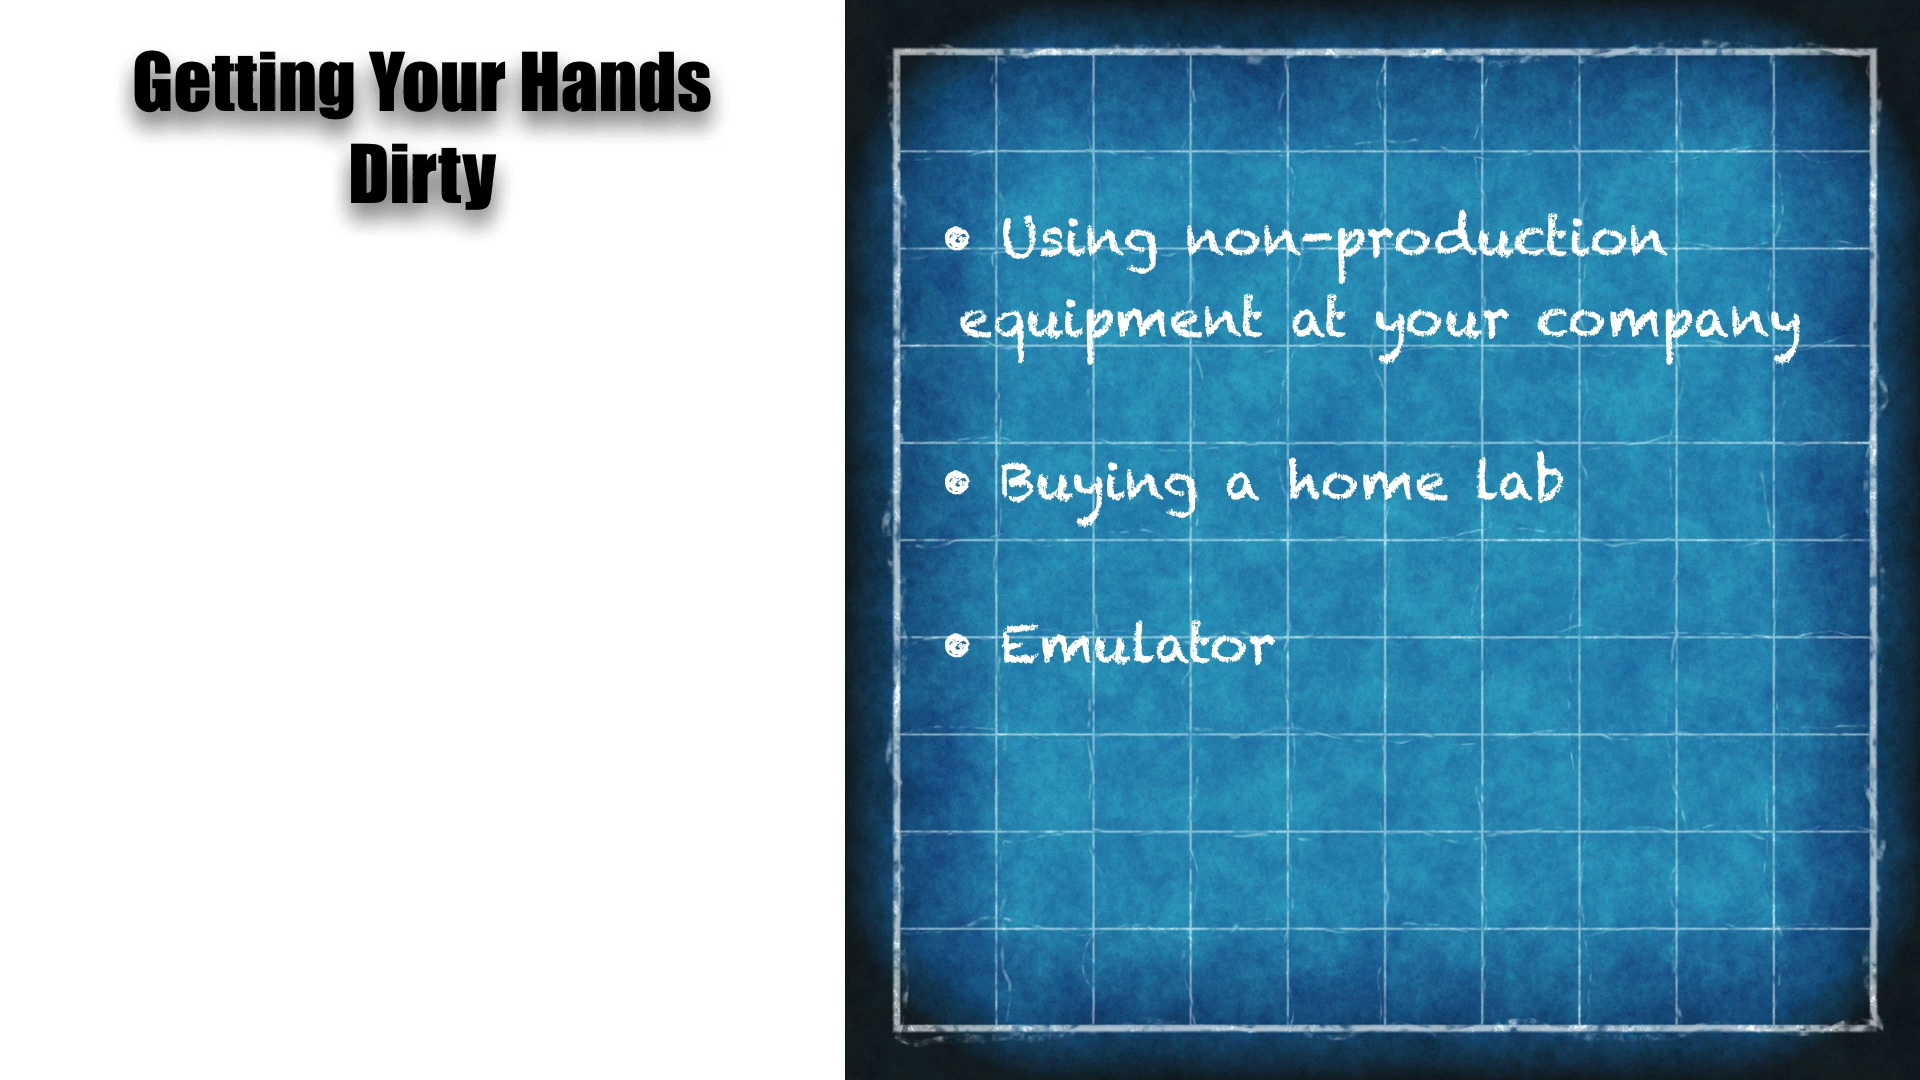 Getting Your Hands
Dirty
• Using non-production
equipment at your company
• Buying a home lab
• Emulator